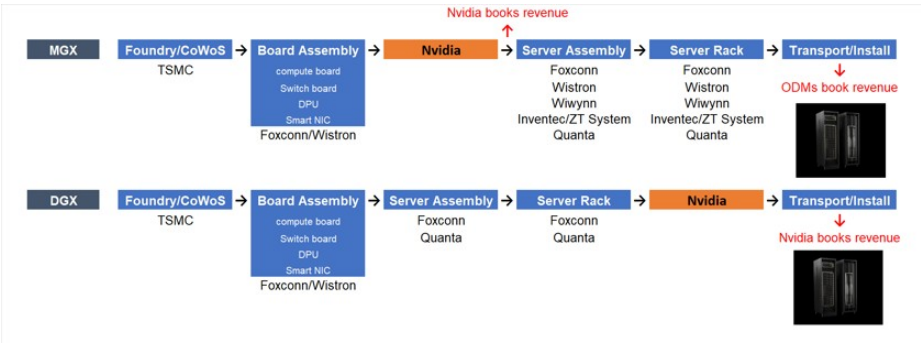 Nvidia books revenue
MGX
Foundry/CoWoS → Board Assembly → Nvidia → Server Assembly → Server Rack → Transport/Install
TSMC
compute board
Switch board
DPU
Smart NIC
Foxconn/Wistron
Foxconn
Wistron
Wiwynn
Inventec/ZT System
Quanta
Foxconn
Wistron
Wiwynn
Inventec/ZT System
Quanta
ODMs book revenue
DGX
Foundry/CoWoS → Board Assembly → Server Assembly → Server Rack → Nvidia → Transport/Install
TSMC
compute board
Switch board
DPU
Smart NIC
Foxconn/Wistron
Foxconn
Quanta
Foxconn
Quanta
Nvidia books revenue